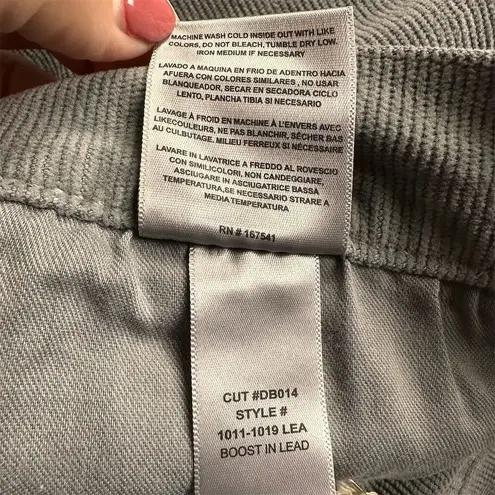 MACHINE WASH COLD INSIDE OUT WITH LIKE
COLORS, DO NOT BLEACH, TUMBLE DRY LOW.
IRON MEDIUM IF NECESSARY
LAVADO A MAQUINA EN FRIO DE ADENTRO HACIA
AFUERA CON COLORES SIMILARES , NO USAR
BLANQUEADOR, SECAR EN SECADORA CICLO
LENTO, PLANCHA TIBIA SI NECESARIO
LAVAGE À FROID EN MACHINE À L'ENVERS AVEC
LIKECOULEURS, NE PAS BLANCHIR, SÉCHER BAS
AU CULBUTAGE. MILIEU FERREUX SI NÉCESSAIRE
LAVARE IN LAVATRICE A FREDDO AL ROVESCIO
CON SIMILICOLORI, NON CANDEGGIARE,
ASCIUGARE IN ASCIUGATRICE BASSA
TEMPERATURA,SE NECESSARIO STRARE A
MEDIA TEMPERATURA
RN # 167541
CUT #DB014
STYLE #
1011-1019 LEA
BOOST IN LEAD